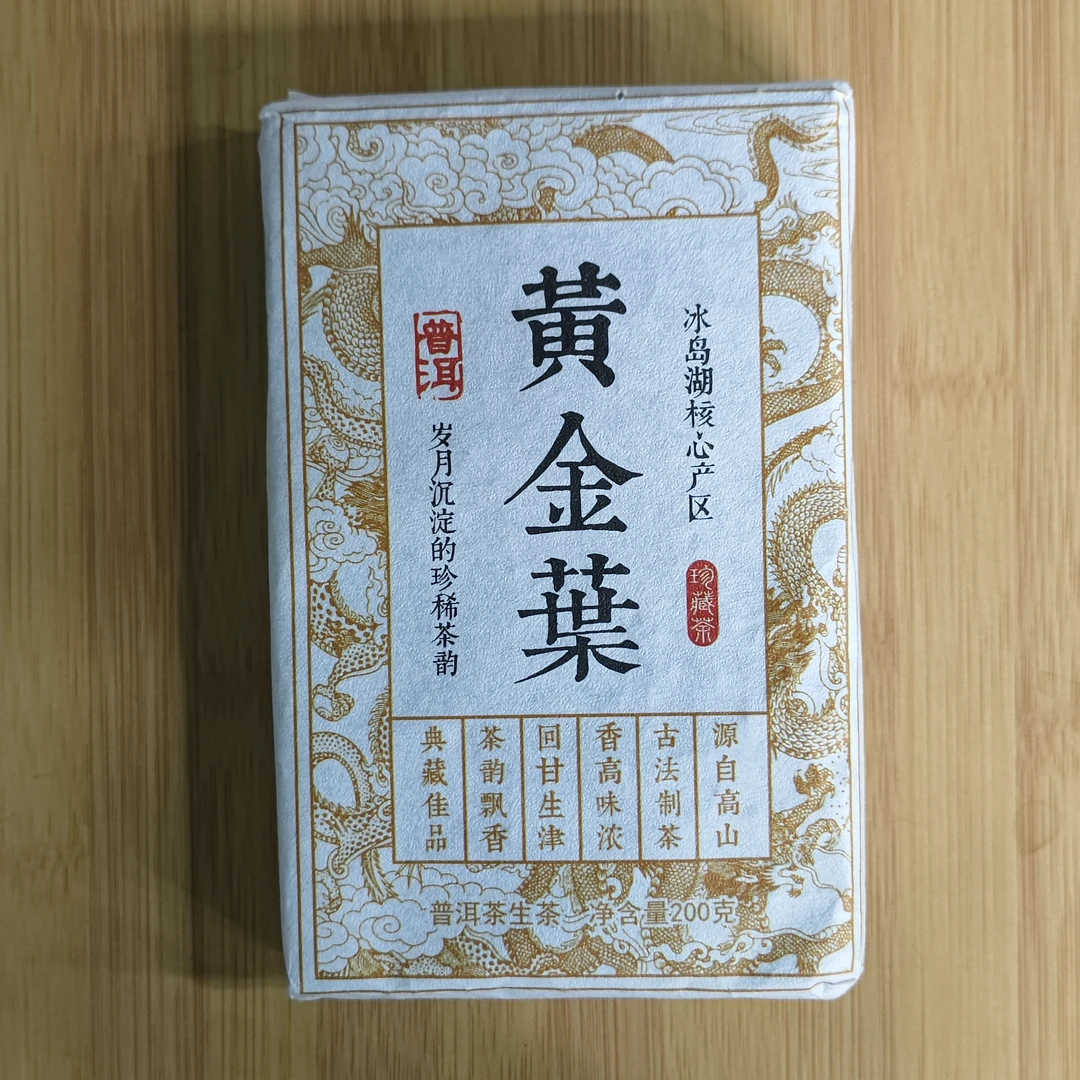 冰岛湖核心产区
珍藏茶
黃金葉
普洱
岁月沉淀的珍稀茶韵
源自高山
古法制茶
香高味浓
回甘生津
茶韵飘香
典藏佳品
普洱茶生茶 净含量200克